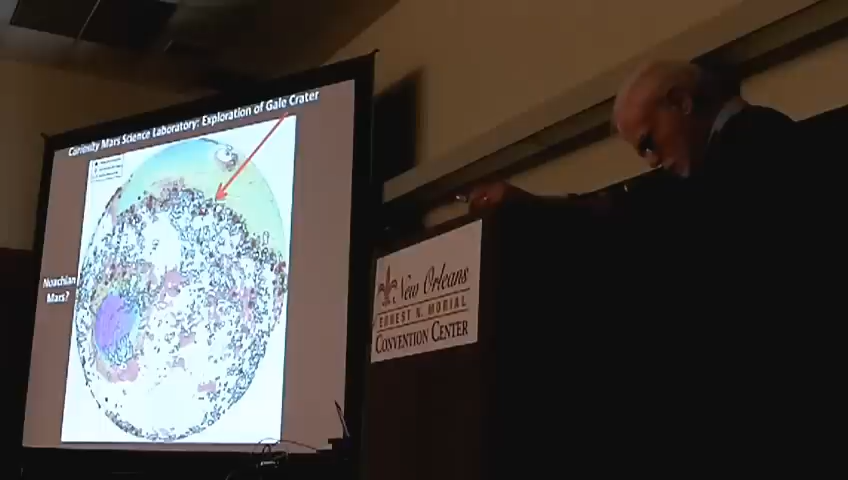 Curiosity Mars Science Laboratory: Exploration of Gale Crater
Noachian
Mars?
New Orleans
ERNEST N. MORIAL
CONVENTION CENTER